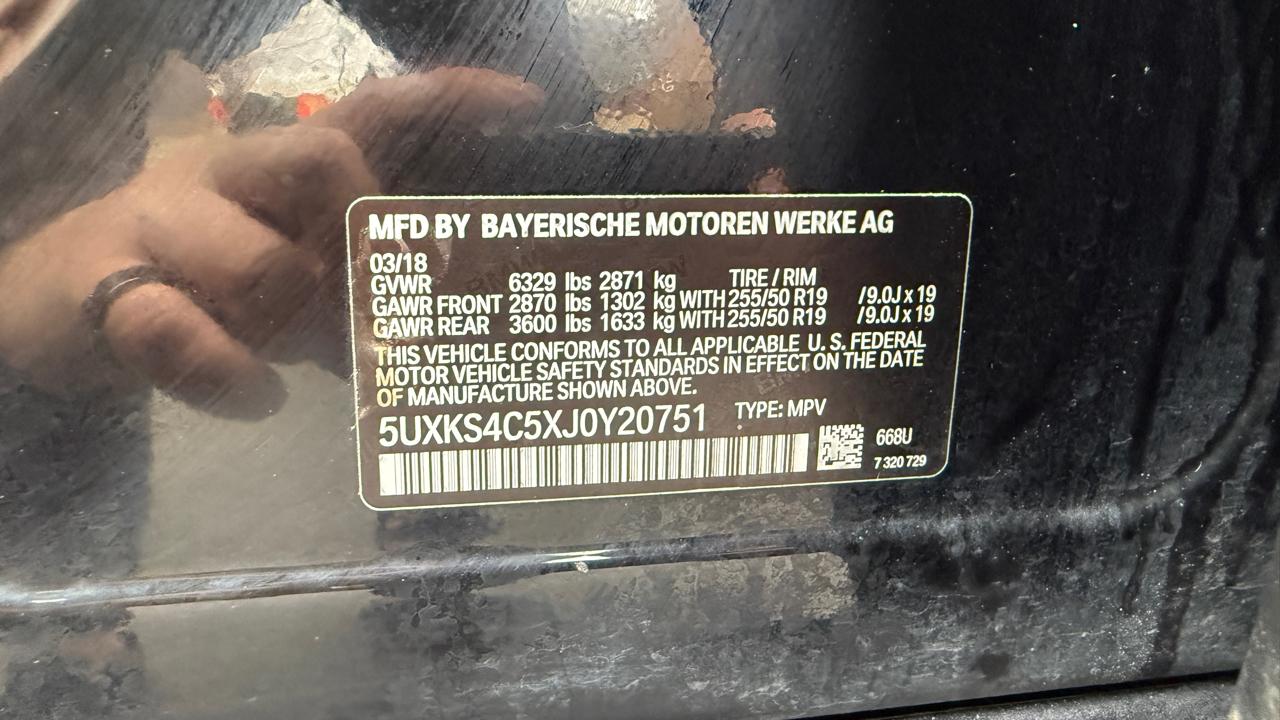 MFD BY BAYERISCHE MOTOREN WERKE AG
03/18
GVWR 6329 lbs 2871 kg TIRE / RIM
GAWR FRONT 2870 lbs 1302 kg WITH 255/50 R19 /9.0J x 19
GAWR REAR 3600 lbs 1633 kg WITH 255/50 R19 /9.0J x 19
THIS VEHICLE CONFORMS TO ALL APPLICABLE U. S. FEDERAL
MOTOR VEHICLE SAFETY STANDARDS IN EFFECT ON THE DATE
OF MANUFACTURE SHOWN ABOVE.
5UXKS4C5XJ0Y20751 TYPE: MPV
668U
7 320 729